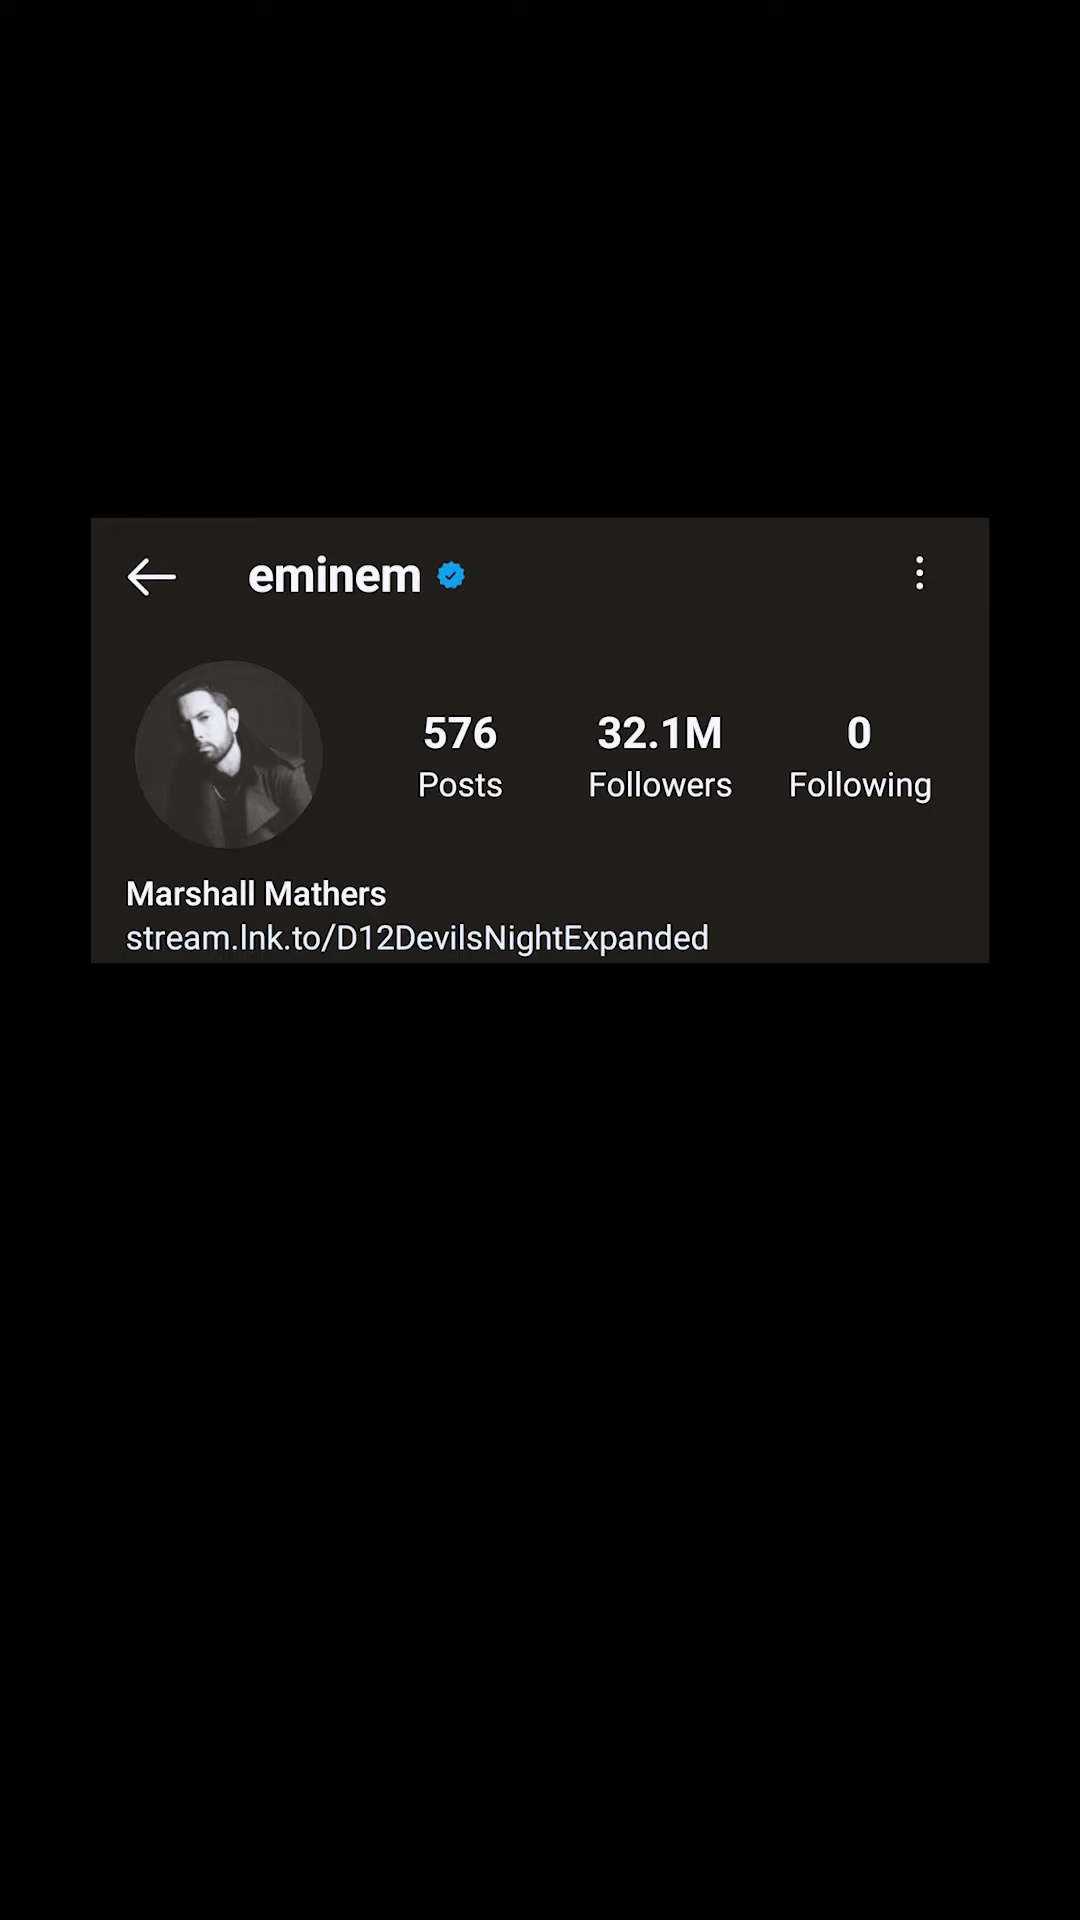 eminem
576 32.1M 0
Posts Followers Following
Marshall Mathers
stream.lnk.to/D12DevilsNightExpanded